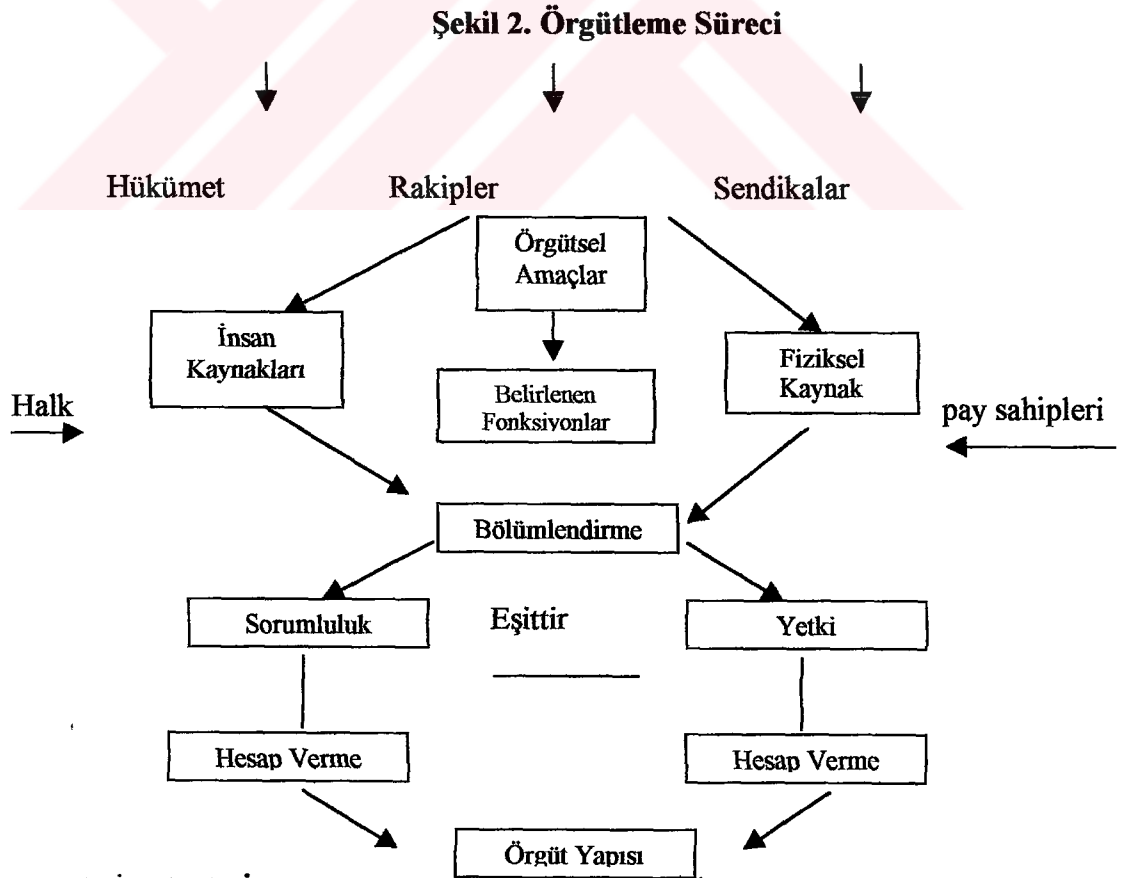 Şekil 2. Örgütleme Süreci
Hükümet
Rakipler
Sendikalar
Örgütsel
Amaçlar
İnsan
Kaynakları
Fiziksel
Kaynak
Belirlenen
Fonksivonlar
Halk
pay sahipleri
Bölümlendirme
Sorumluluk
Eşittir
Yetki
Hesap Verme
Hesap Verme
Örgüt Yapısı